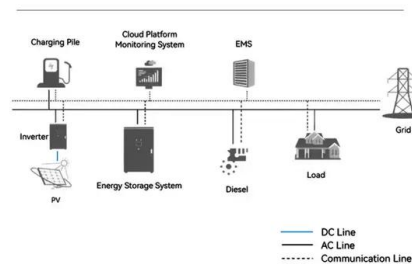 Charging Pile
Cloud Platform
Monitoring System
EMS
Grid
Inverter
PV
Energy Storage System
Diesel
Load
DC Line
AC Line
Communication Line